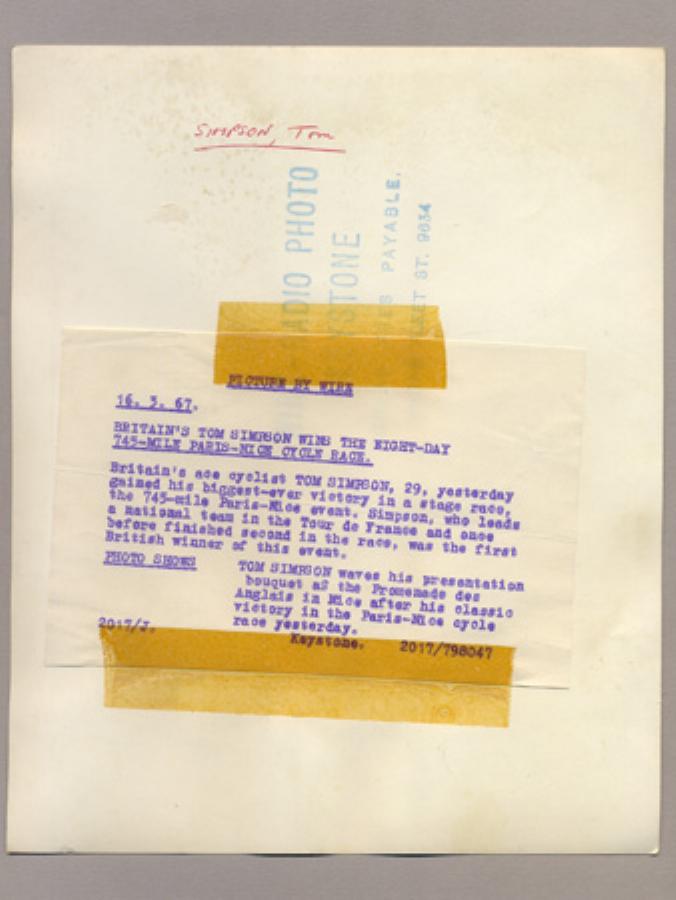 SIMPSON, Tom
ADIO PHOTO
YSTONE
PAYABLE.
ET ST. 9634
PICTURE BY WIRE
16. 3. 67.
BRITAIN'S TOM SIMPSON WINS THE EIGHT-DAY
745-MILE PARIS-NICE CYCLE RACE.
Britain's ace cyclist TOM SIMPSON, 29, yesterday
gained his biggest-ever victory in a stage race,
the 745-mile Paris-Nice event. Simpson, who leads
a national team in the Tour de France and once
before finished second in the race, was the first
British winner of this event.
PHOTO SHOWS
TOM SIMPSON waves his presentation
bouquet aS the Promenade des
Anglais in Nice after his classic
victory in the Paris-Nice cycle
race yesterday.
2017/J.
Keystone. 2017/798047